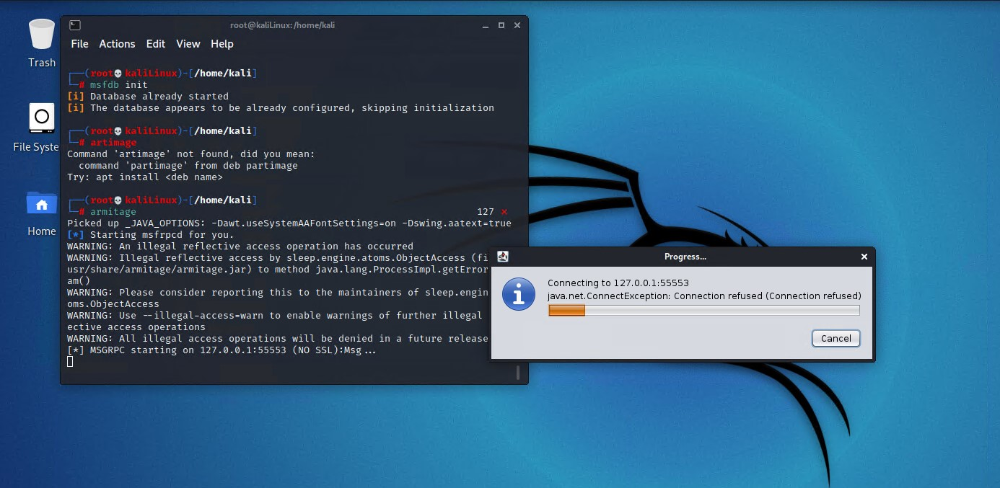 Trash
File Syste
Home
root@kaliLinux: /home/kali
File Actions Edit View Help
┌──(root💀kaliLinux)-[/home/kali]
└─# msfdb init
[i] Database already started
[i] The database appears to be already configured, skipping initialization
┌──(root💀kaliLinux)-[/home/kali]
└─# artimage
Command 'artimage' not found, did you mean:
  command 'partimage' from deb partimage
Try: apt install <deb name>
┌──(root💀kaliLinux)-[/home/kali]
└─# armitage 127 ⨯
Picked up _JAVA_OPTIONS: -Dawt.useSystemAAFontSettings=on -Dswing.aatext=true
[*] Starting msfrpcd for you.
WARNING: An illegal reflective access operation has occurred
WARNING: Illegal reflective access by sleep.engine.atoms.ObjectAccess (fi
usr/share/armitage/armitage.jar) to method java.lang.ProcessImpl.getError
am()
WARNING: Please consider reporting this to the maintainers of sleep.engin
oms.ObjectAccess
WARNING: Use --illegal-access=warn to enable warnings of further illegal
ective access operations
WARNING: All illegal access operations will be denied in a future release
[*] MSGRPC starting on 127.0.0.1:55553 (NO SSL):Msg...
Progress...
Connecting to 127.0.0.1:55553
java.net.ConnectException: Connection refused (Connection refused)
Cancel